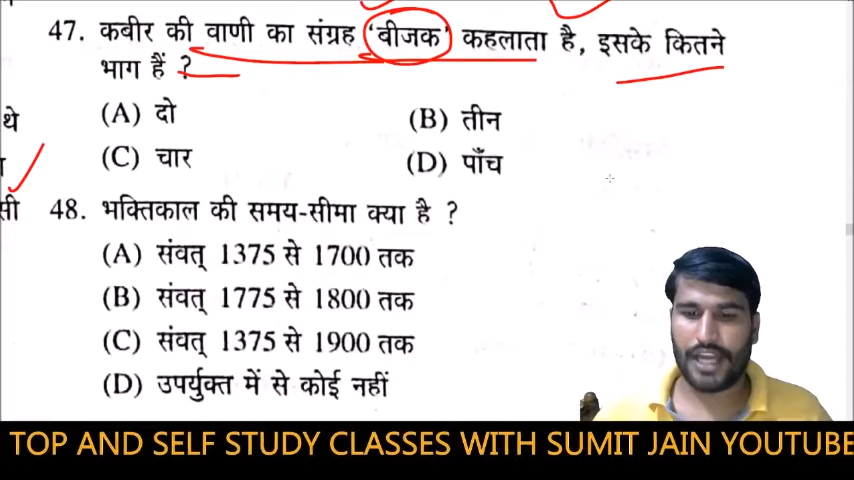 47. कबीर की वाणी का संग्रह 'बीजक' कहलाता है, इसके कितने
भाग हैं ?
थे
(A) दो
(B) तीन
(C) चार
(D) पाँच
सी
48. भक्तिकाल की समय-सीमा क्या है ?
(A) संवत् 1375 से 1700 तक
(B) संवत् 1775 से 1800 तक
(C) संवत् 1375 से 1900 तक
(D) उपर्युक्त में से कोई नहीं
TOP AND SELF STUDY CLASSES WITH SUMIT JAIN YOUTUBE